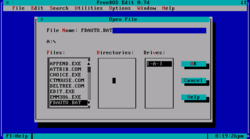 FreeDOS Edit 0.7d
File Edit Search Utilities Options Window Help
Open File
File Name: FDAUTO.BAT
A:\
Files:
Directories:
Drives:
APPEND.EXE
ATTRIB.COM
CHOICE.EXE
CTMOUSE.COM
DELTREE.COM
EDIT.EXE
EMM386.EXE
FDAUTO.BAT
[-A-]
OK
Cancel
Help
F1=Help